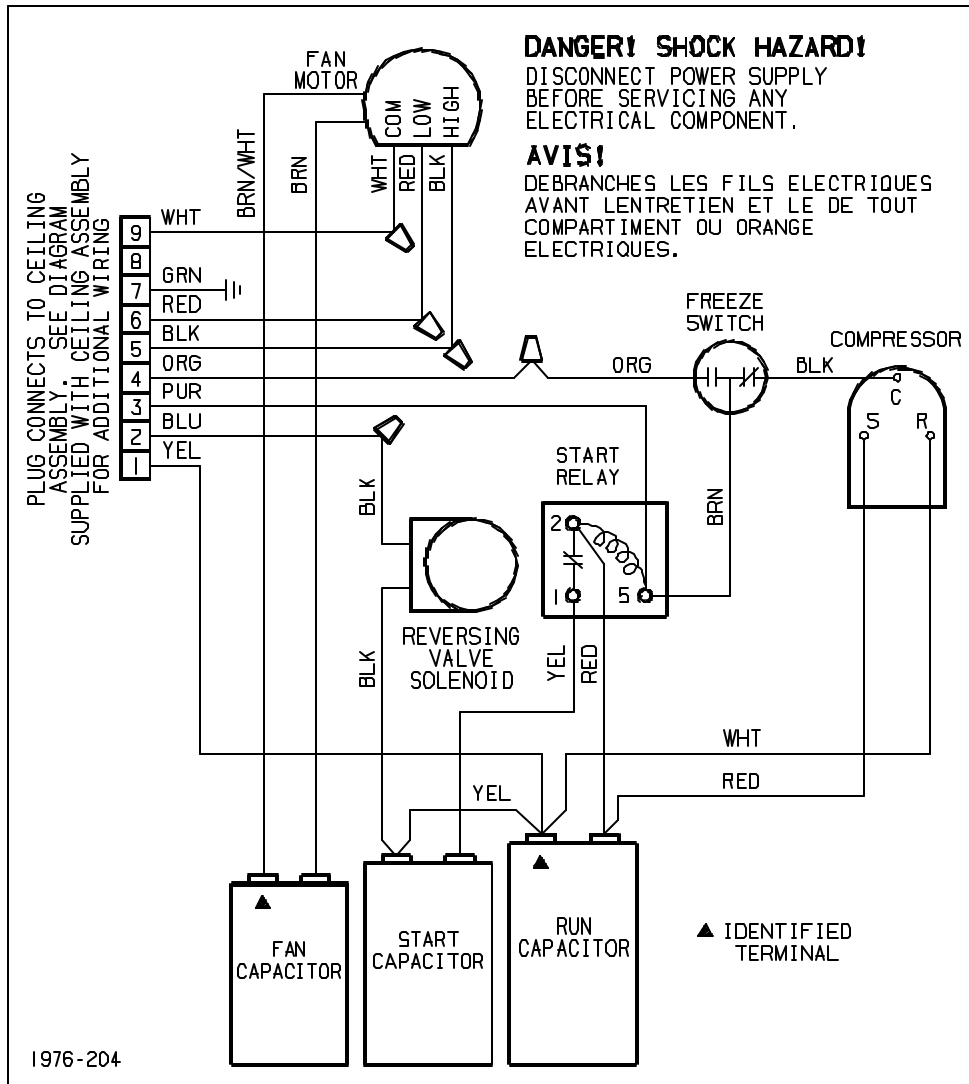 DANGER! SHOCK HAZARD!
DISCONNECT POWER SUPPLY
BEFORE SERVICING ANY
ELECTRICAL COMPONENT.
AVIS!
DEBRANCHES LES FILS ELECTRIQUES
AVANT LENTRETIEN ET LE DE TOUT
COMPARTIMENT OU ORANGE
ELECTRIQUES.
FAN
MOTOR
COM
LOW
HIGH
WHT
RED
BLK
BRN/WHT
BRN
PLUG CONNECTS TO CEILING
ASSEMBLY. SEE DIAGRAM
SUPPLIED WITH CEILING ASSEMBLY
FOR ADDITIONAL WIRING
9
WHT
8
7
GRN
6
RED
5
BLK
4
ORG
3
PUR
2
BLU
1
YEL
ORG
FREEZE
SWITCH
BLK
COMPRESSOR
C
S
R
BRN
START
RELAY
2
1
5
BLK
REVERSING
VALVE
SOLENOID
BLK
YEL
RED
WHT
RED
YEL
FAN
CAPACITOR
START
CAPACITOR
RUN
CAPACITOR
▲ IDENTIFIED
TERMINAL
1976-204